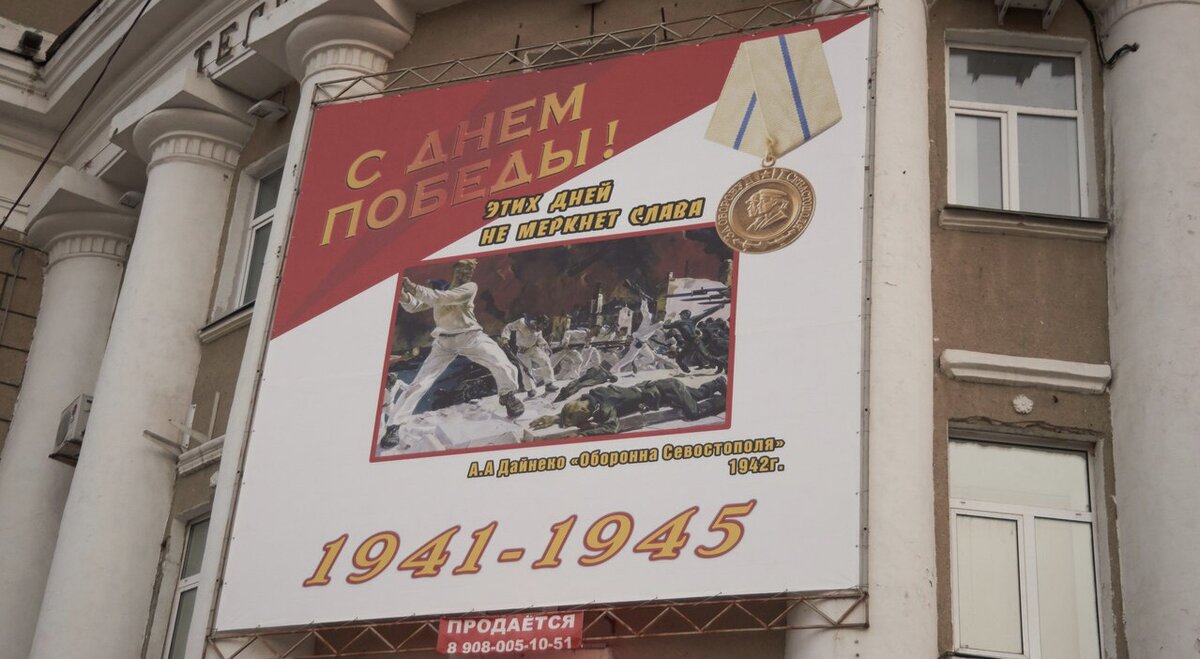 ТЕС
С ДНЕМ
ПОБЕДЫ!
ЭТИХ ДНЕЙ
НЕ МЕРКНЕТ СЛАВА
А.А Дайнеко «Оборонна Севостополя»
1942г.
1941-1945
ПРОДАЁТСЯ
8 908-005-10-51